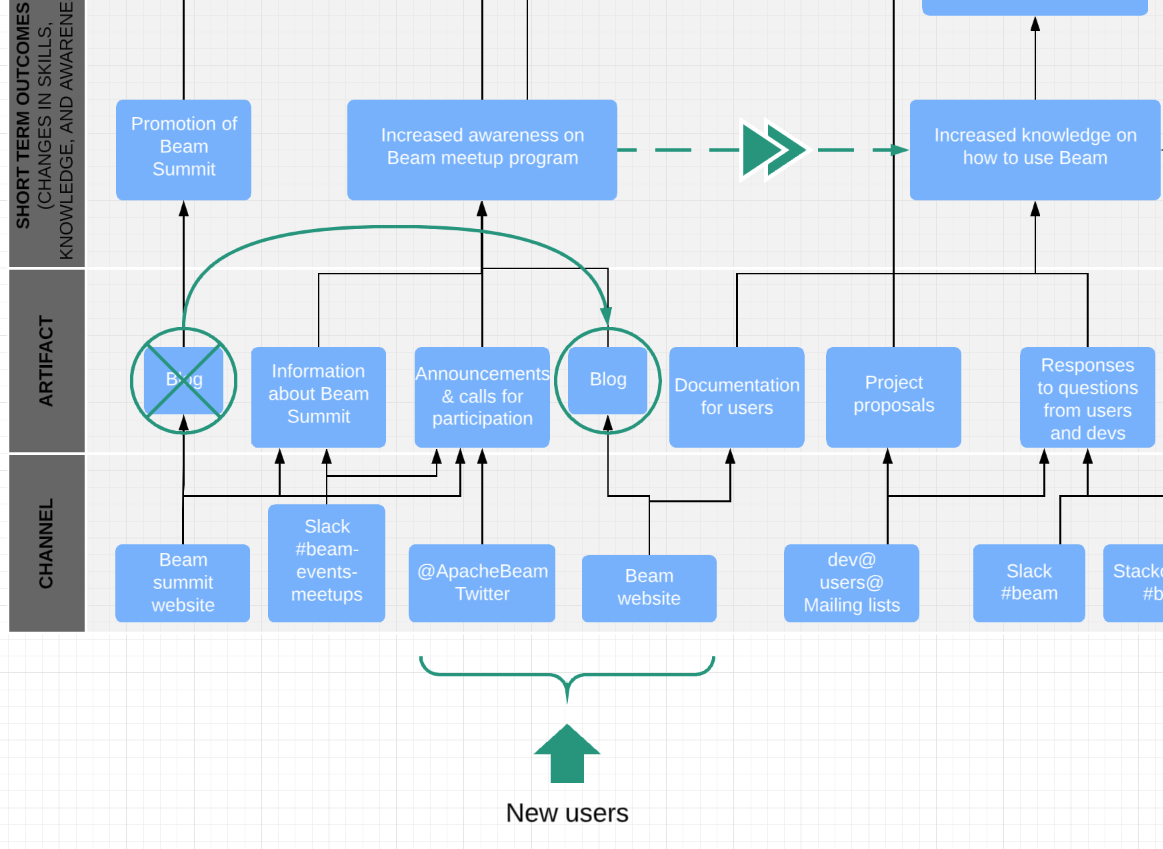 SHORT TERM OUTCOMES
(CHANGES IN SKILLS,
KNOWLEDGE, AND
Promotion of
Beam
Summit
Increased awareness on
Beam meetup program
Increased knowledge on
how to use Beam
ARTIFACT
Blog
Information
about Beam
Summit
Announcements
& calls for
participation
Blog
Documentation
for users
Project
proposals
Responses
to questions
from users
and devs
CHANNEL
Beam
summit
website
Slack
#beam-
events-
meetups
@ApacheBeam
Twitter
Beam
website
dev@
users@
Mailing lists
Slack
#beam
New users